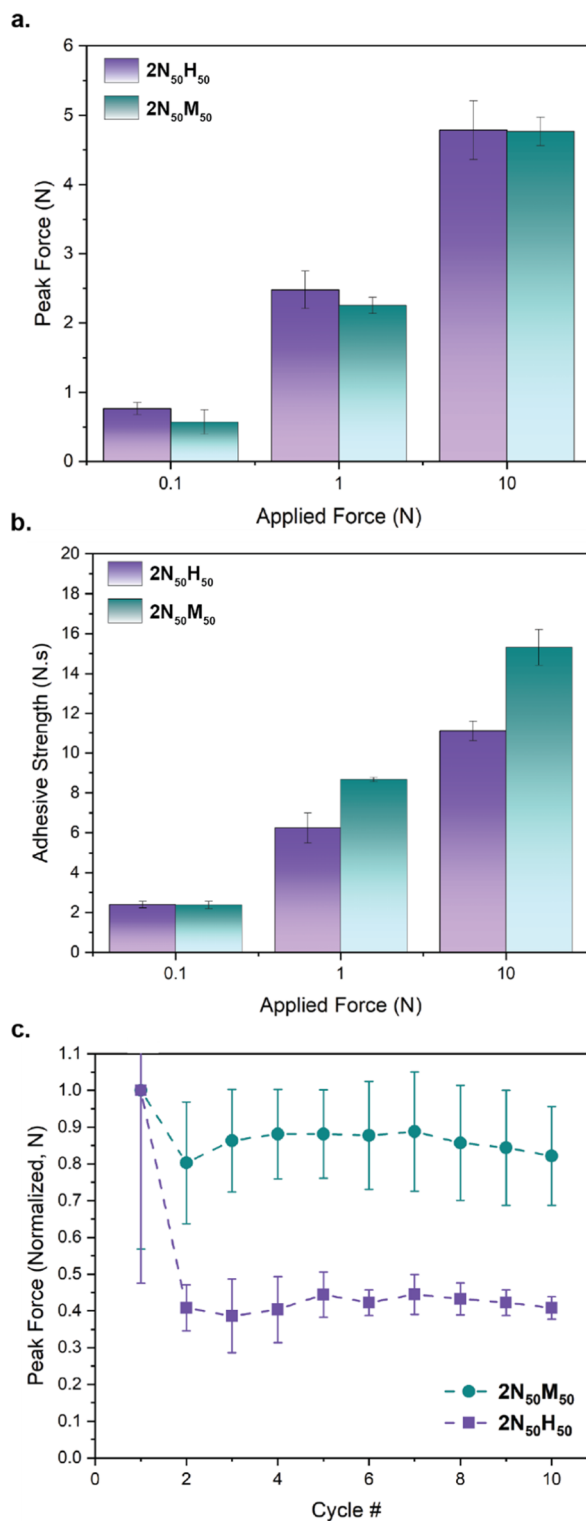 a.
6
5
4
3
2
1
0
Peak Force (N)
2N₅₀H₅₀
2N₅₀M₅₀
0.1 1 10
Applied Force (N)
b.
20
18
16
14
12
10
8
6
4
2
0
Adhesive Strength (N.s)
2N₅₀H₅₀
2N₅₀M₅₀
0.1 1 10
Applied Force (N)
c.
1.1
1.0
0.9
0.8
0.7
0.6
0.5
0.4
0.3
0.2
0.1
0.0
Peak Force (Normalized, N)
2N₅₀M₅₀
2N₅₀H₅₀
0 2 4 6 8 10
Cycle #